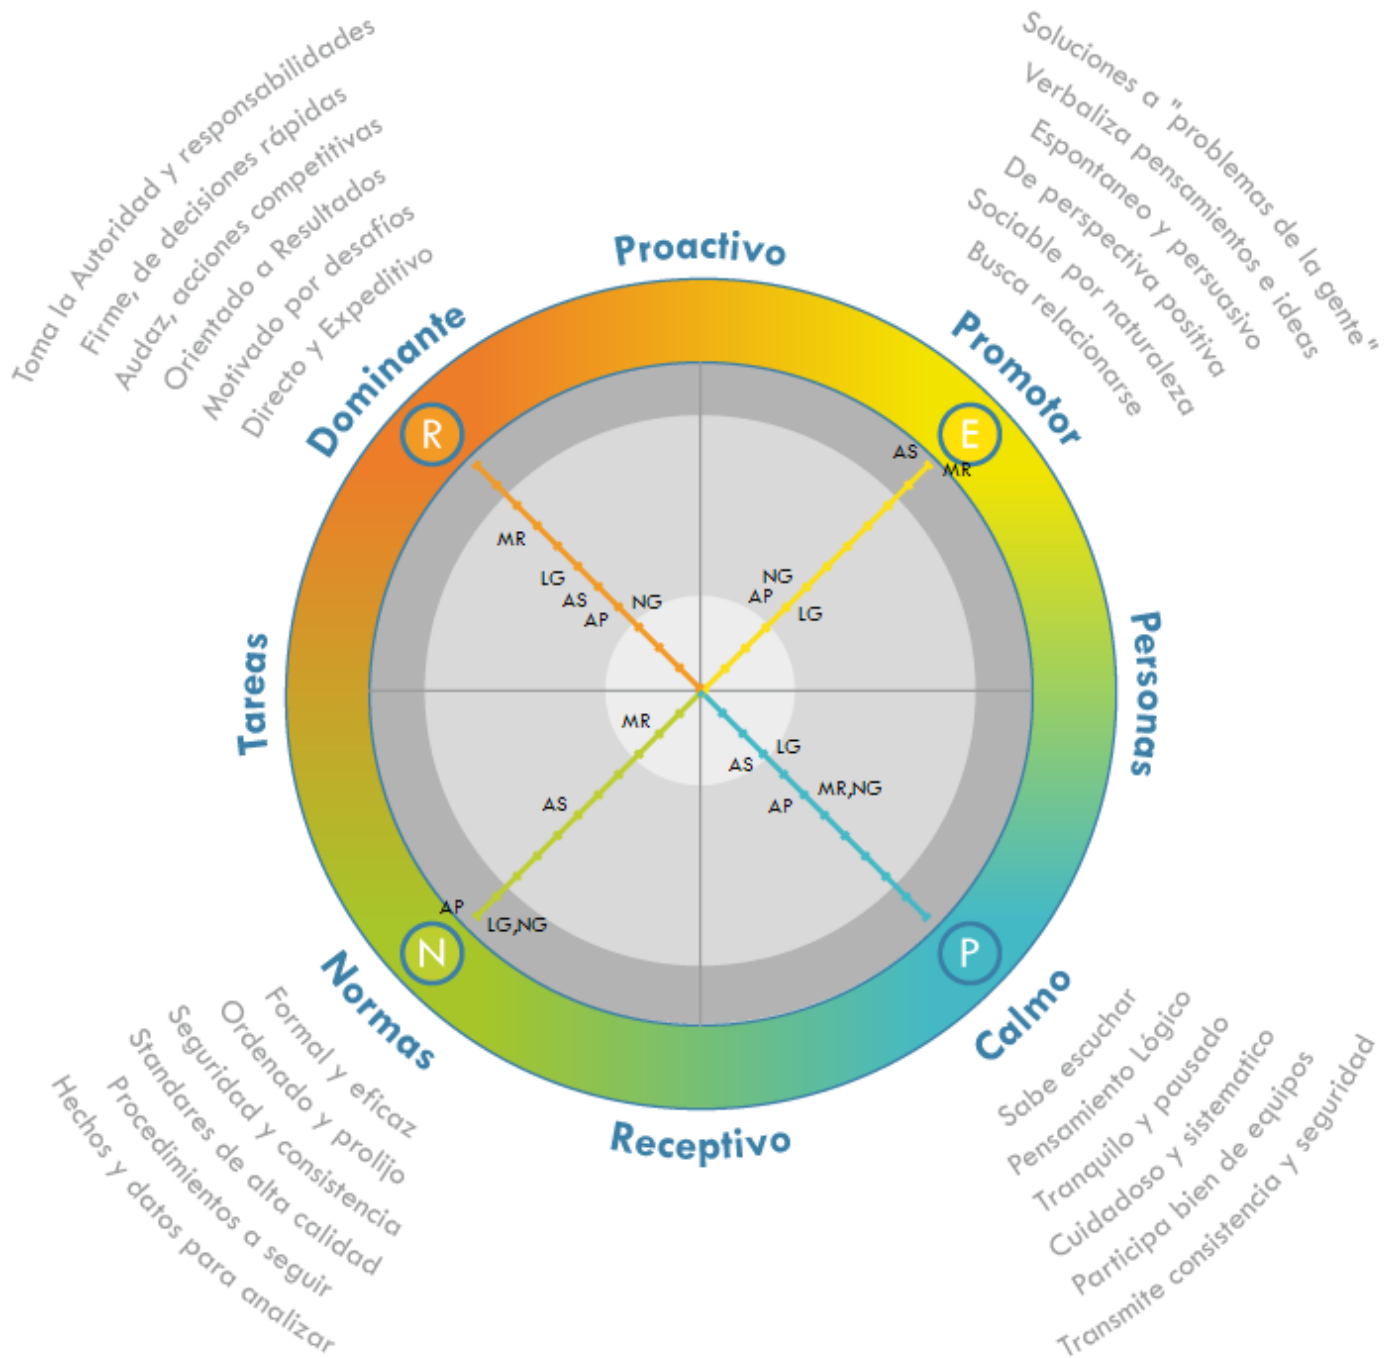 Toma la Autoridad y responsabilidades
Firme, de decisiones rápidas
Audaz, acciones competitivas
Orientado a Resultados
Motivado por desafíos
Directo y Expeditivo
Soluciones a "problemas de la gente"
Verbaliza pensamientos e ideas
Espontaneo y persuasivo
De perspectiva positiva
Sociable por naturaleza
Busca relacionarse
Proactivo
Dominante
Promotor
R
E
AS
MR
MR
LG
AS
AP
NG
NG
AP
LG
Tareas
Personas
MR
AS
AP
LG,NG
LG
AS
MR,NG
AP
N
P
Normas
Calmo
Receptivo
Formal y eficaz
Ordenado y prolijo
Seguridad y consistencia
Standares de alta calidad
Procedimientos a seguir
Hechos y datos para analizar
Sabe escuchar
Pensamiento Lógico
Tranquilo y pausado
Cuidadoso y sistematico
Participa bien de equipos
Transmite consistencia y seguridad